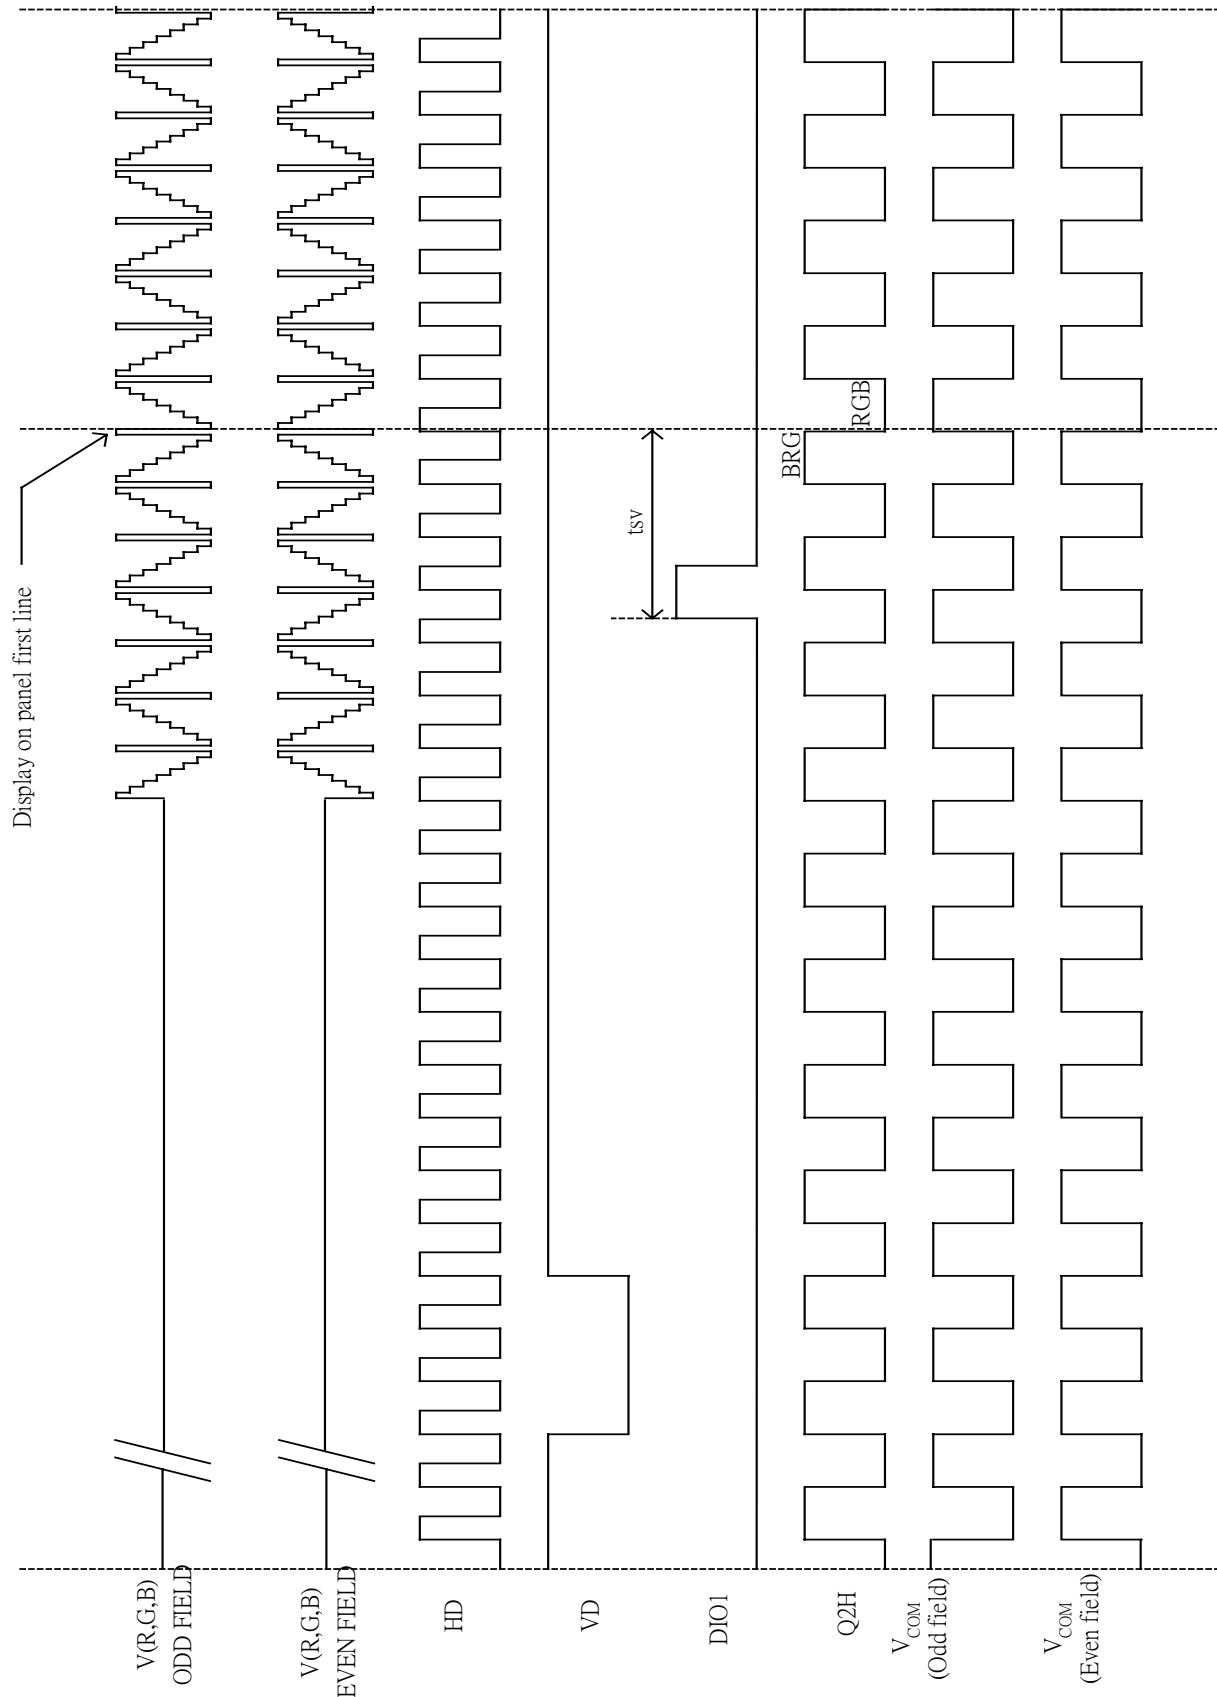 Display on panel first line
V(R,G,B)
ODD FIELD
V(R,G,B)
EVEN FIELD
HD
VD
tsv
DIO1
BRG
RGB
Q2H
VCOM
(Odd field)
VCOM
(Even field)